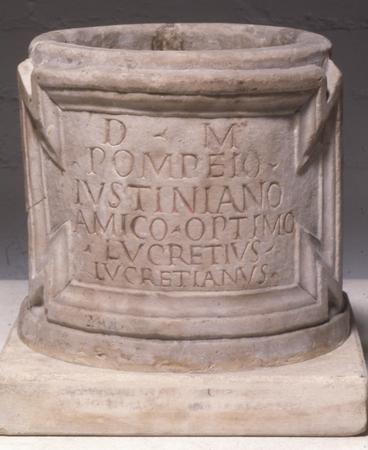 D · M
· POMPEIO ·
IVSTINIANO
AMICO · OPTIMO
· LVCRETIVS ·
LVCRETIANVS ·